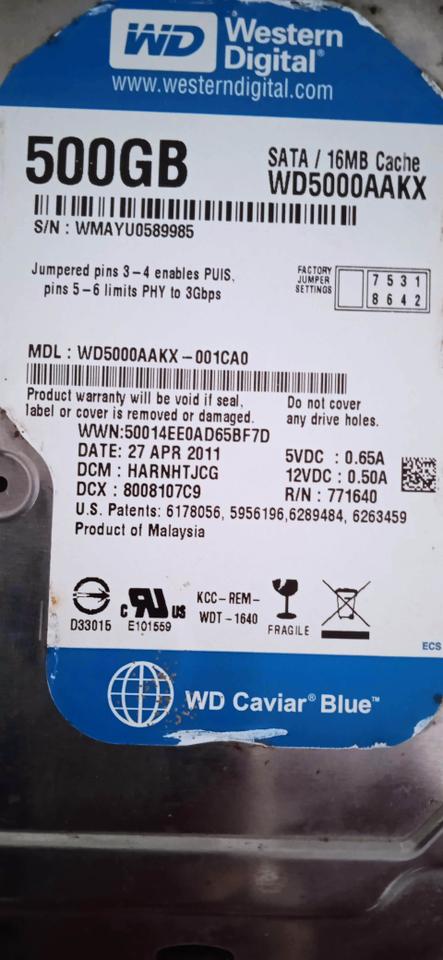 WD Western Digital®
www.westerndigital.com
500GB
SATA / 16MB Cache
WD5000AAKX
S/N : WMAYU0589985
Jumpered pins 3-4 enables PUIS,
pins 5-6 limits PHY to 3Gbps
FACTORY
JUMPER
SETTINGS
7 5 3 1
8 6 4 2
MDL : WD5000AAKX-001CA0
Product warranty will be void if seal,
label or cover is removed or damaged.
Do not cover
any drive holes.
WWN:50014EE0AD65BF7D
DATE: 27 APR 2011
DCM : HARNHTJCG
DCX : 8008107C9
5VDC : 0.65A
12VDC : 0.50A
R/N : 771640
U.S. Patents: 6178056, 5956196,6289484, 6263459
Product of Malaysia
D33015
c RU us
E101559
KCC-REM-
WDT-1640
FRAGILE
ECS
WD Caviar® Blue™